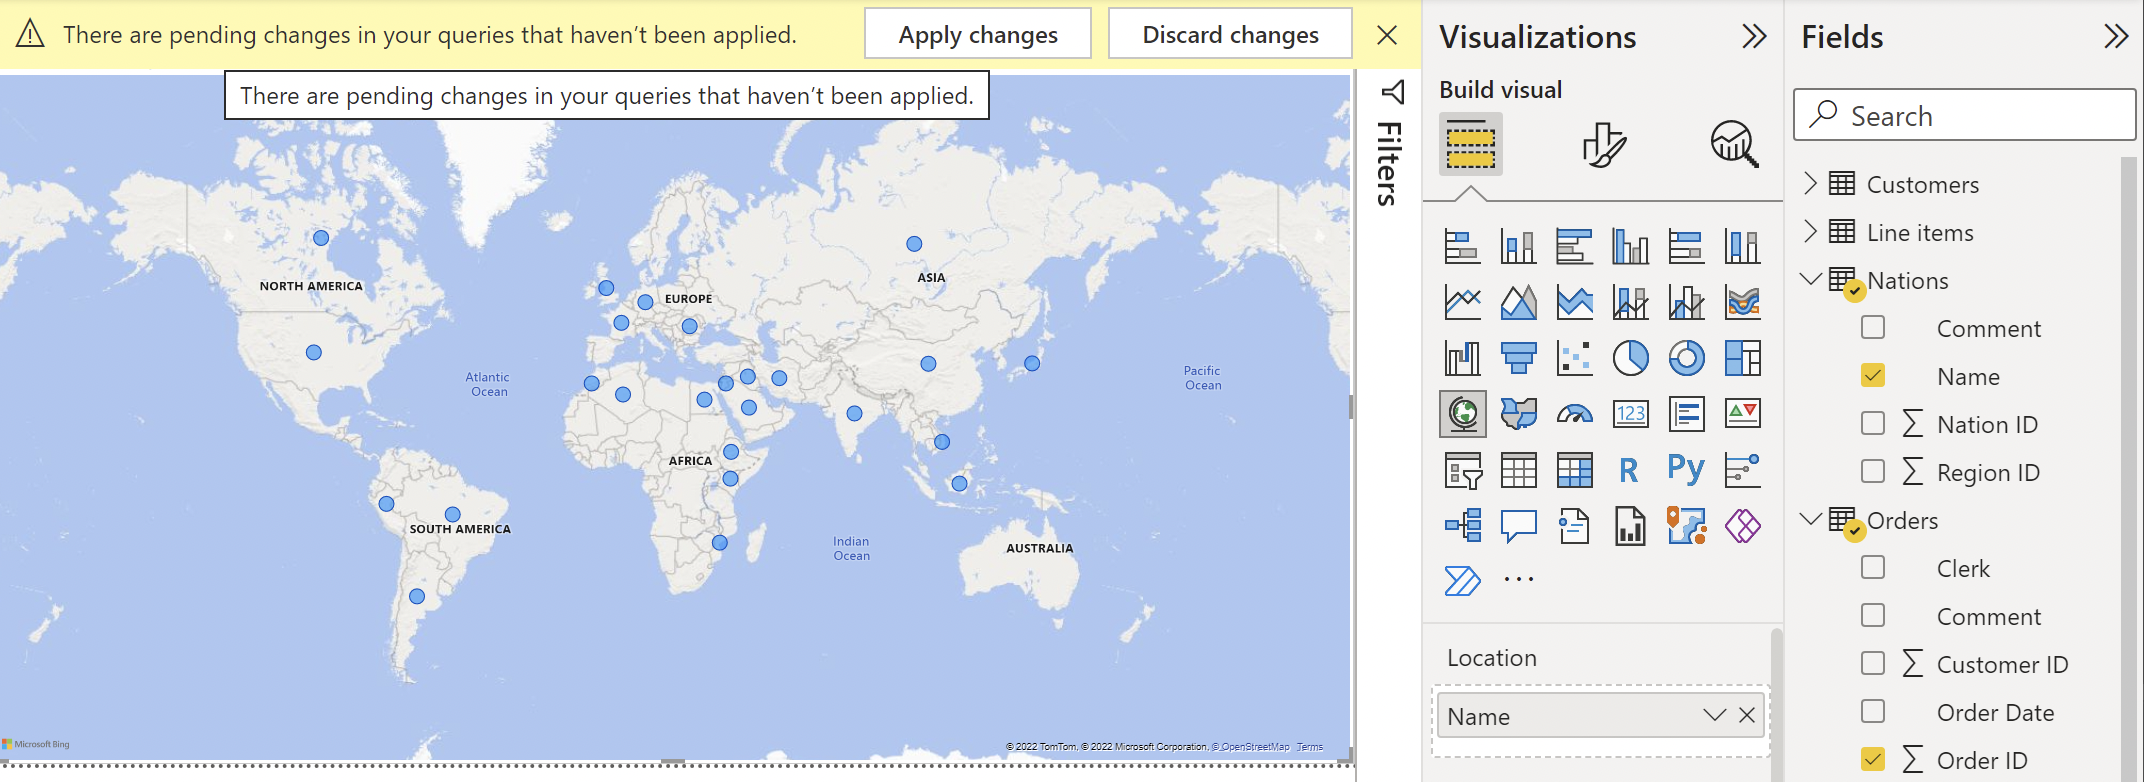 There are pending changes in your queries that haven’t been applied.
Apply changes
Discard changes
There are pending changes in your queries that haven’t been applied.
NORTH AMERICA
EUROPE
ASIA
Atlantic
Ocean
Pacific
Ocean
AFRICA
SOUTH AMERICA
Indian
Ocean
AUSTRALIA
Microsoft Bing
© 2022 TomTom, © 2022 Microsoft Corporation, © OpenStreetMap Terms
Filters
Visualizations
Build visual
123
R
Py
Location
Name
Fields
Search
Customers
Line items
Nations
Comment
Name
Nation ID
Region ID
Orders
Clerk
Comment
Customer ID
Order Date
Order ID